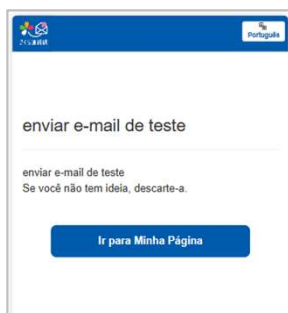 Português
enviar e-mail de teste
enviar e-mail de teste
Se você não tem ideia, descarte-a.
Ir para Minha Página